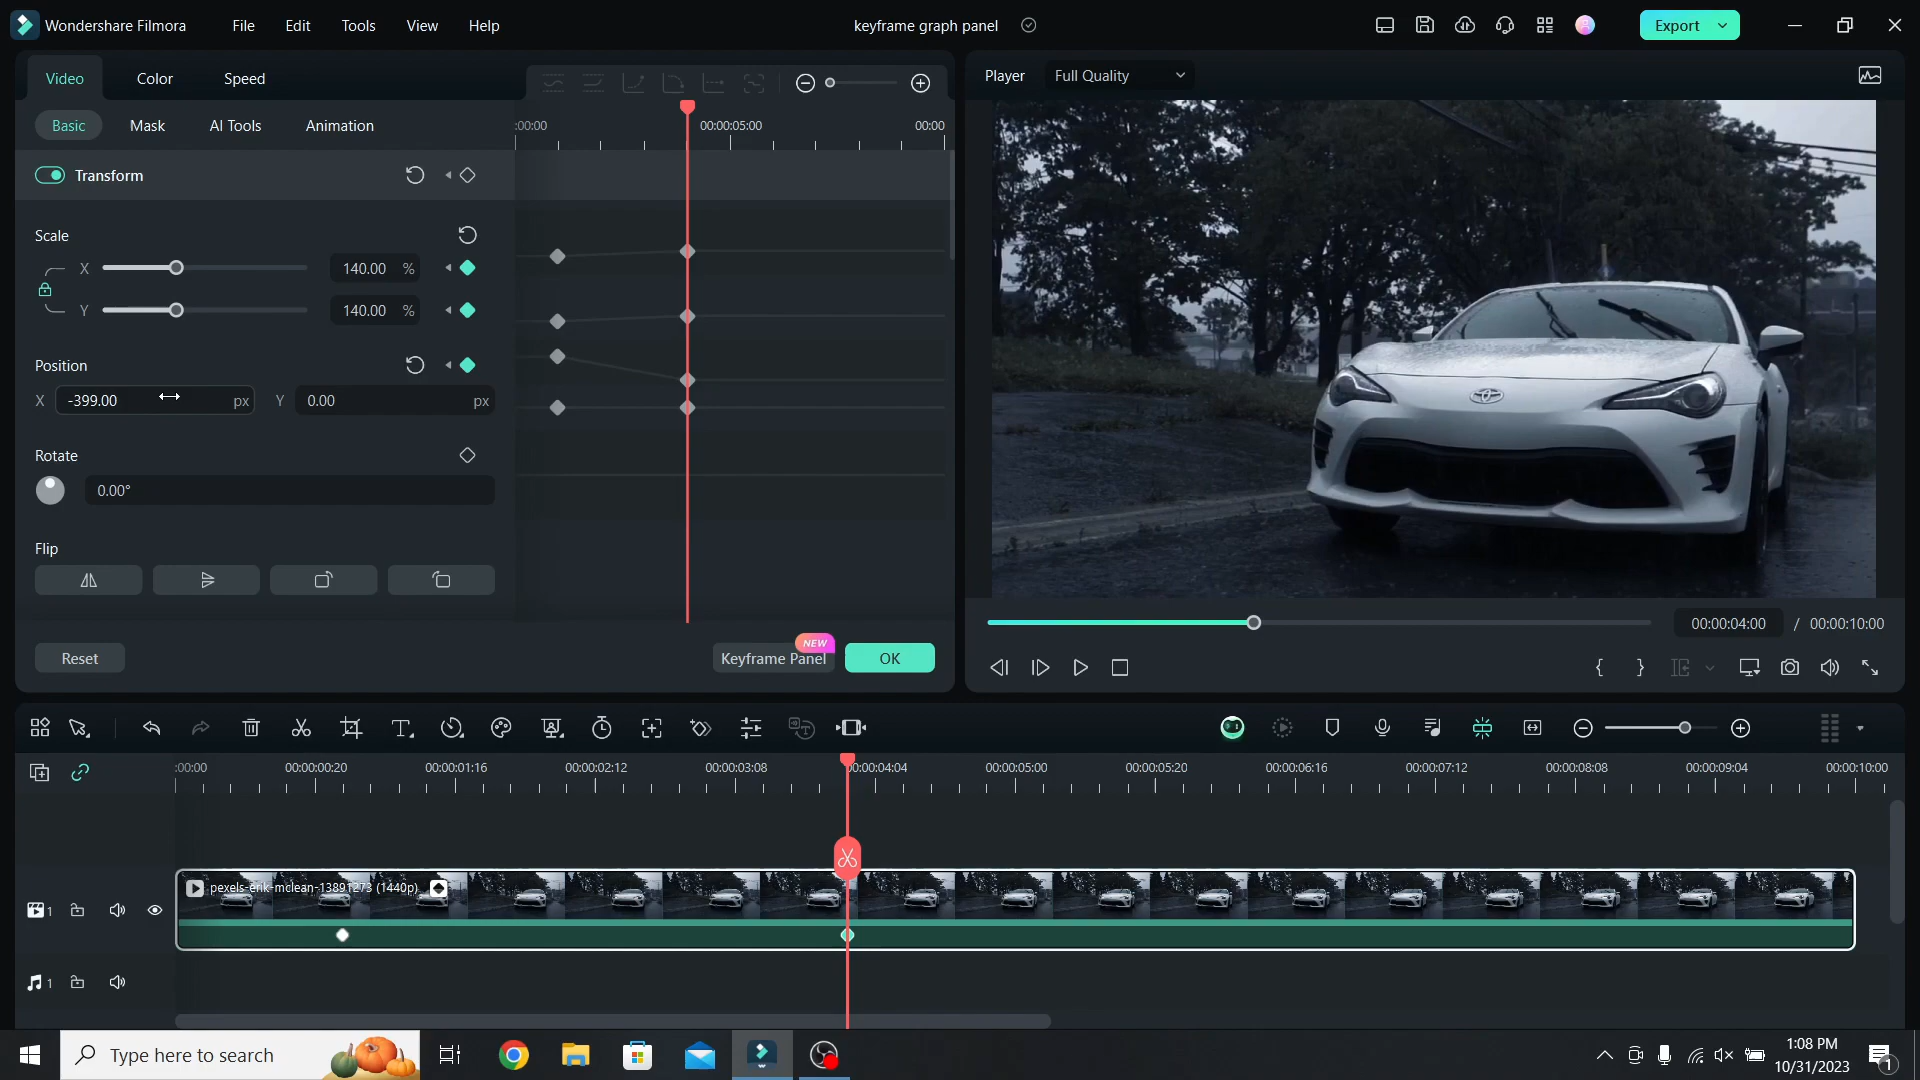 Wondershare Filmora File Edit Tools View Help keyframe graph panel Export
Video Color Speed
Player Full Quality
Basic Mask AI Tools Animation
:00:00 00:00:05:00 00:00
Transform
Scale
X 140.00 %
Y 140.00 %
Position
X -399.00 px Y 0.00 px
Rotate
0.00°
Flip
00:00:04:00 / 00:00:10:00
NEW
Reset Keyframe Panel OK
:00:00 00:00:00:20 00:00:01:16 00:00:02:12 00:00:03:08 00:00:04:04 00:00:05:00 00:00:05:20 00:00:06:16 00:00:07:12 00:00:08:08 00:00:09:04 00:00:10:00
pexels-erik-mclean-13891273 (1440p)
1
1
Type here to search
1:08 PM
10/31/2023
1